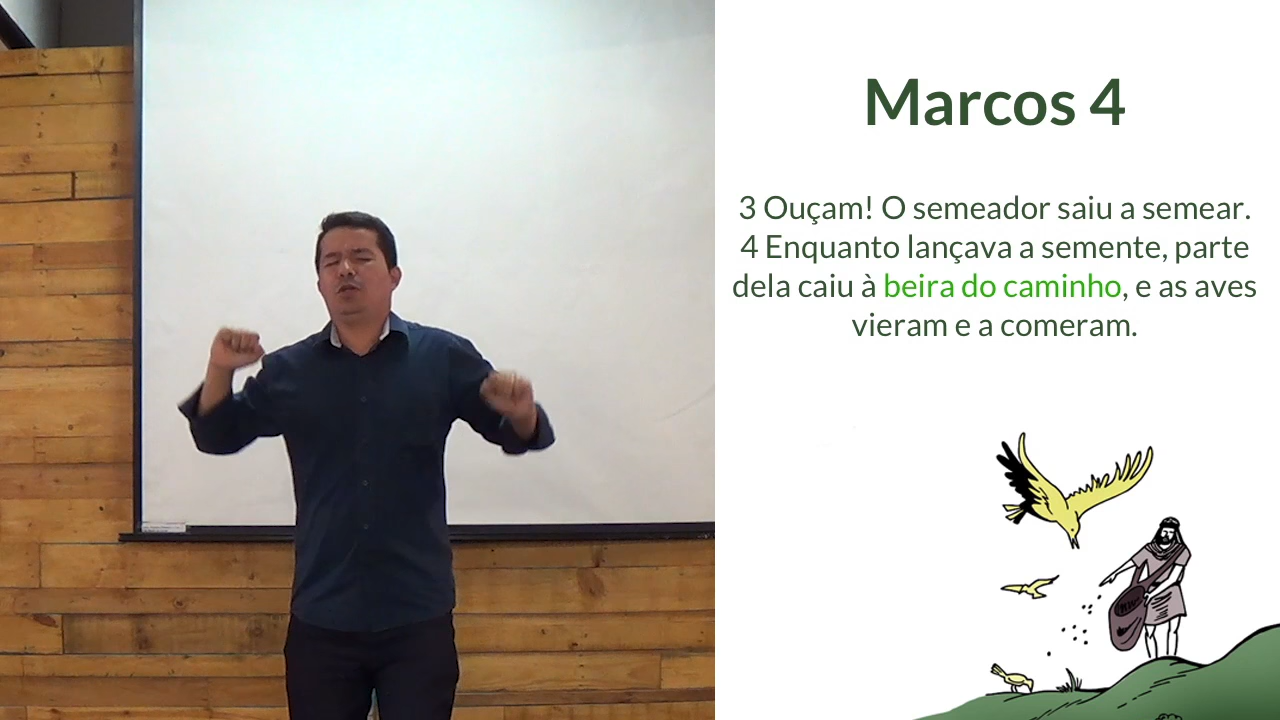 Marcos 4
3 Ouçam! O semeador saiu a semear.
4 Enquanto lançava a semente, parte
dela caiu à beira do caminho, e as aves
vieram e a comeram.